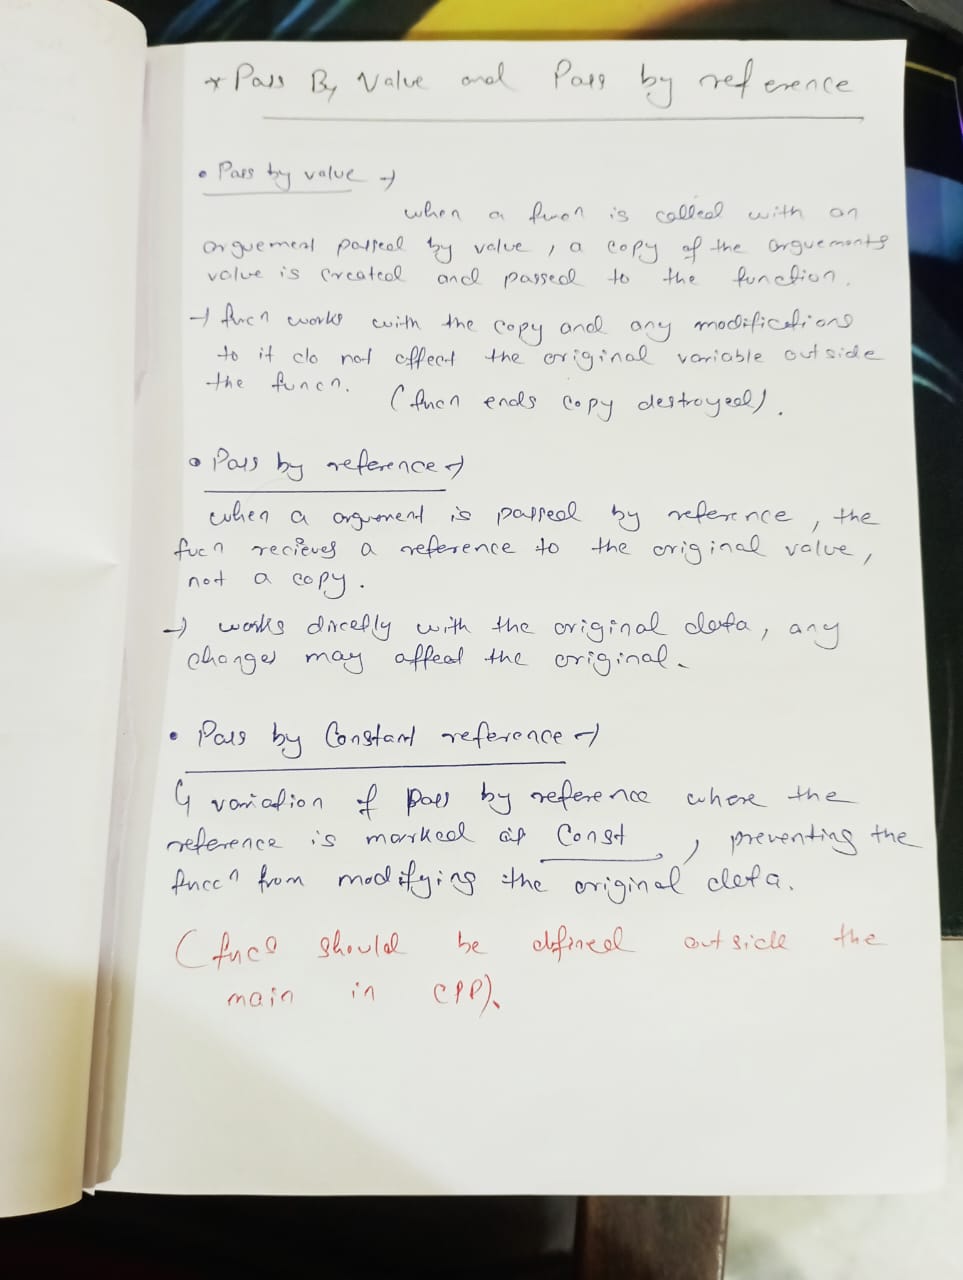 * Pass By Value and Pass by reference
• Pass by value →
when a funcn is called with an
arguement passed by value , a copy of the arguements
value is created and passed to the function.
→ funcn works with the copy and any modifications
to it do not affect the original variable outside
the funcn.
(funcn ends copy destroyed).
• Pass by reference →
when a argument is passed by reference , the
fucn recieves a reference to the original value,
not a copy.
→ works directly with the original data, any
changes may affect the original.
• Pass by Constant reference →
↳ variation of pass by reference where the
reference is marked as Const , preventing the
funccn from modifying the original data.
(funcn should be defined outside the
main in CPP).